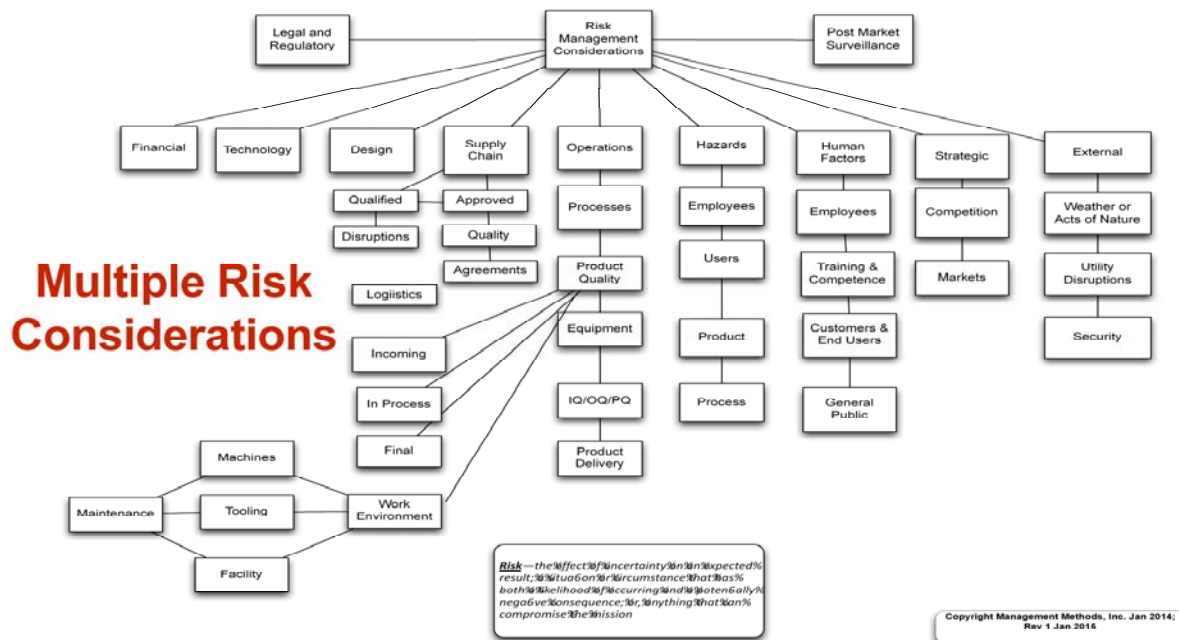 Legal and
Regulatory
Risk
Management
Considerations
Post Market
Surveillance
Financial
Technology
Design
Supply
Chain
Operations
Hazards
Human
Factors
Strategic
External
Qualified
Approved
Processes
Employees
Employees
Competition
Weather or
Acts of Nature
Disruptions
Quality
Agreements
Product
Quality
Users
Training &
Competence
Markets
Utility
Disruptions
Multiple Risk
Considerations
Logiistics
Equipment
Product
Customers &
End Users
Security
Incoming
In Process
IQ/OQ/PQ
Process
General
Public
Final
Product
Delivery
Machines
Maintenance
Tooling
Work
Environment
Facility
Risk—the%effect%of%uncertainty%on%an%expected%
result;%a%situa6on%or%circumstance%that%has%
both%a%likelihood%of%occurring%and%a%poten6ally%
nega6ve%consequence;%or,%anything%that%can%
compromise%the%mission
Copyright Management Methods, Inc. Jan 2014;
Rev 1 Jan 2015